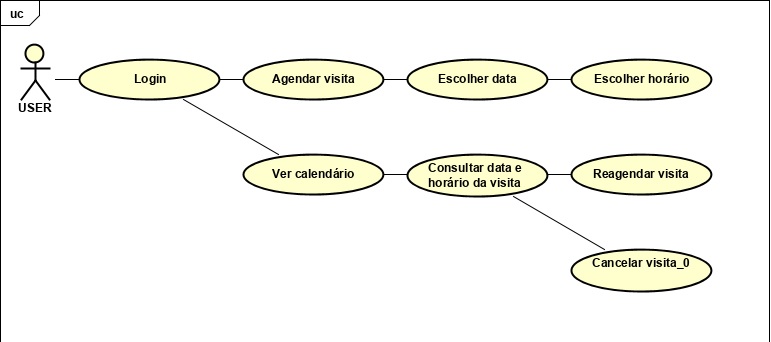 uc
USER
Login
Agendar visita
Escolher data
Escolher horário
Ver calendário
Consultar data e
horário da visita
Reagendar visita
Cancelar visita_0